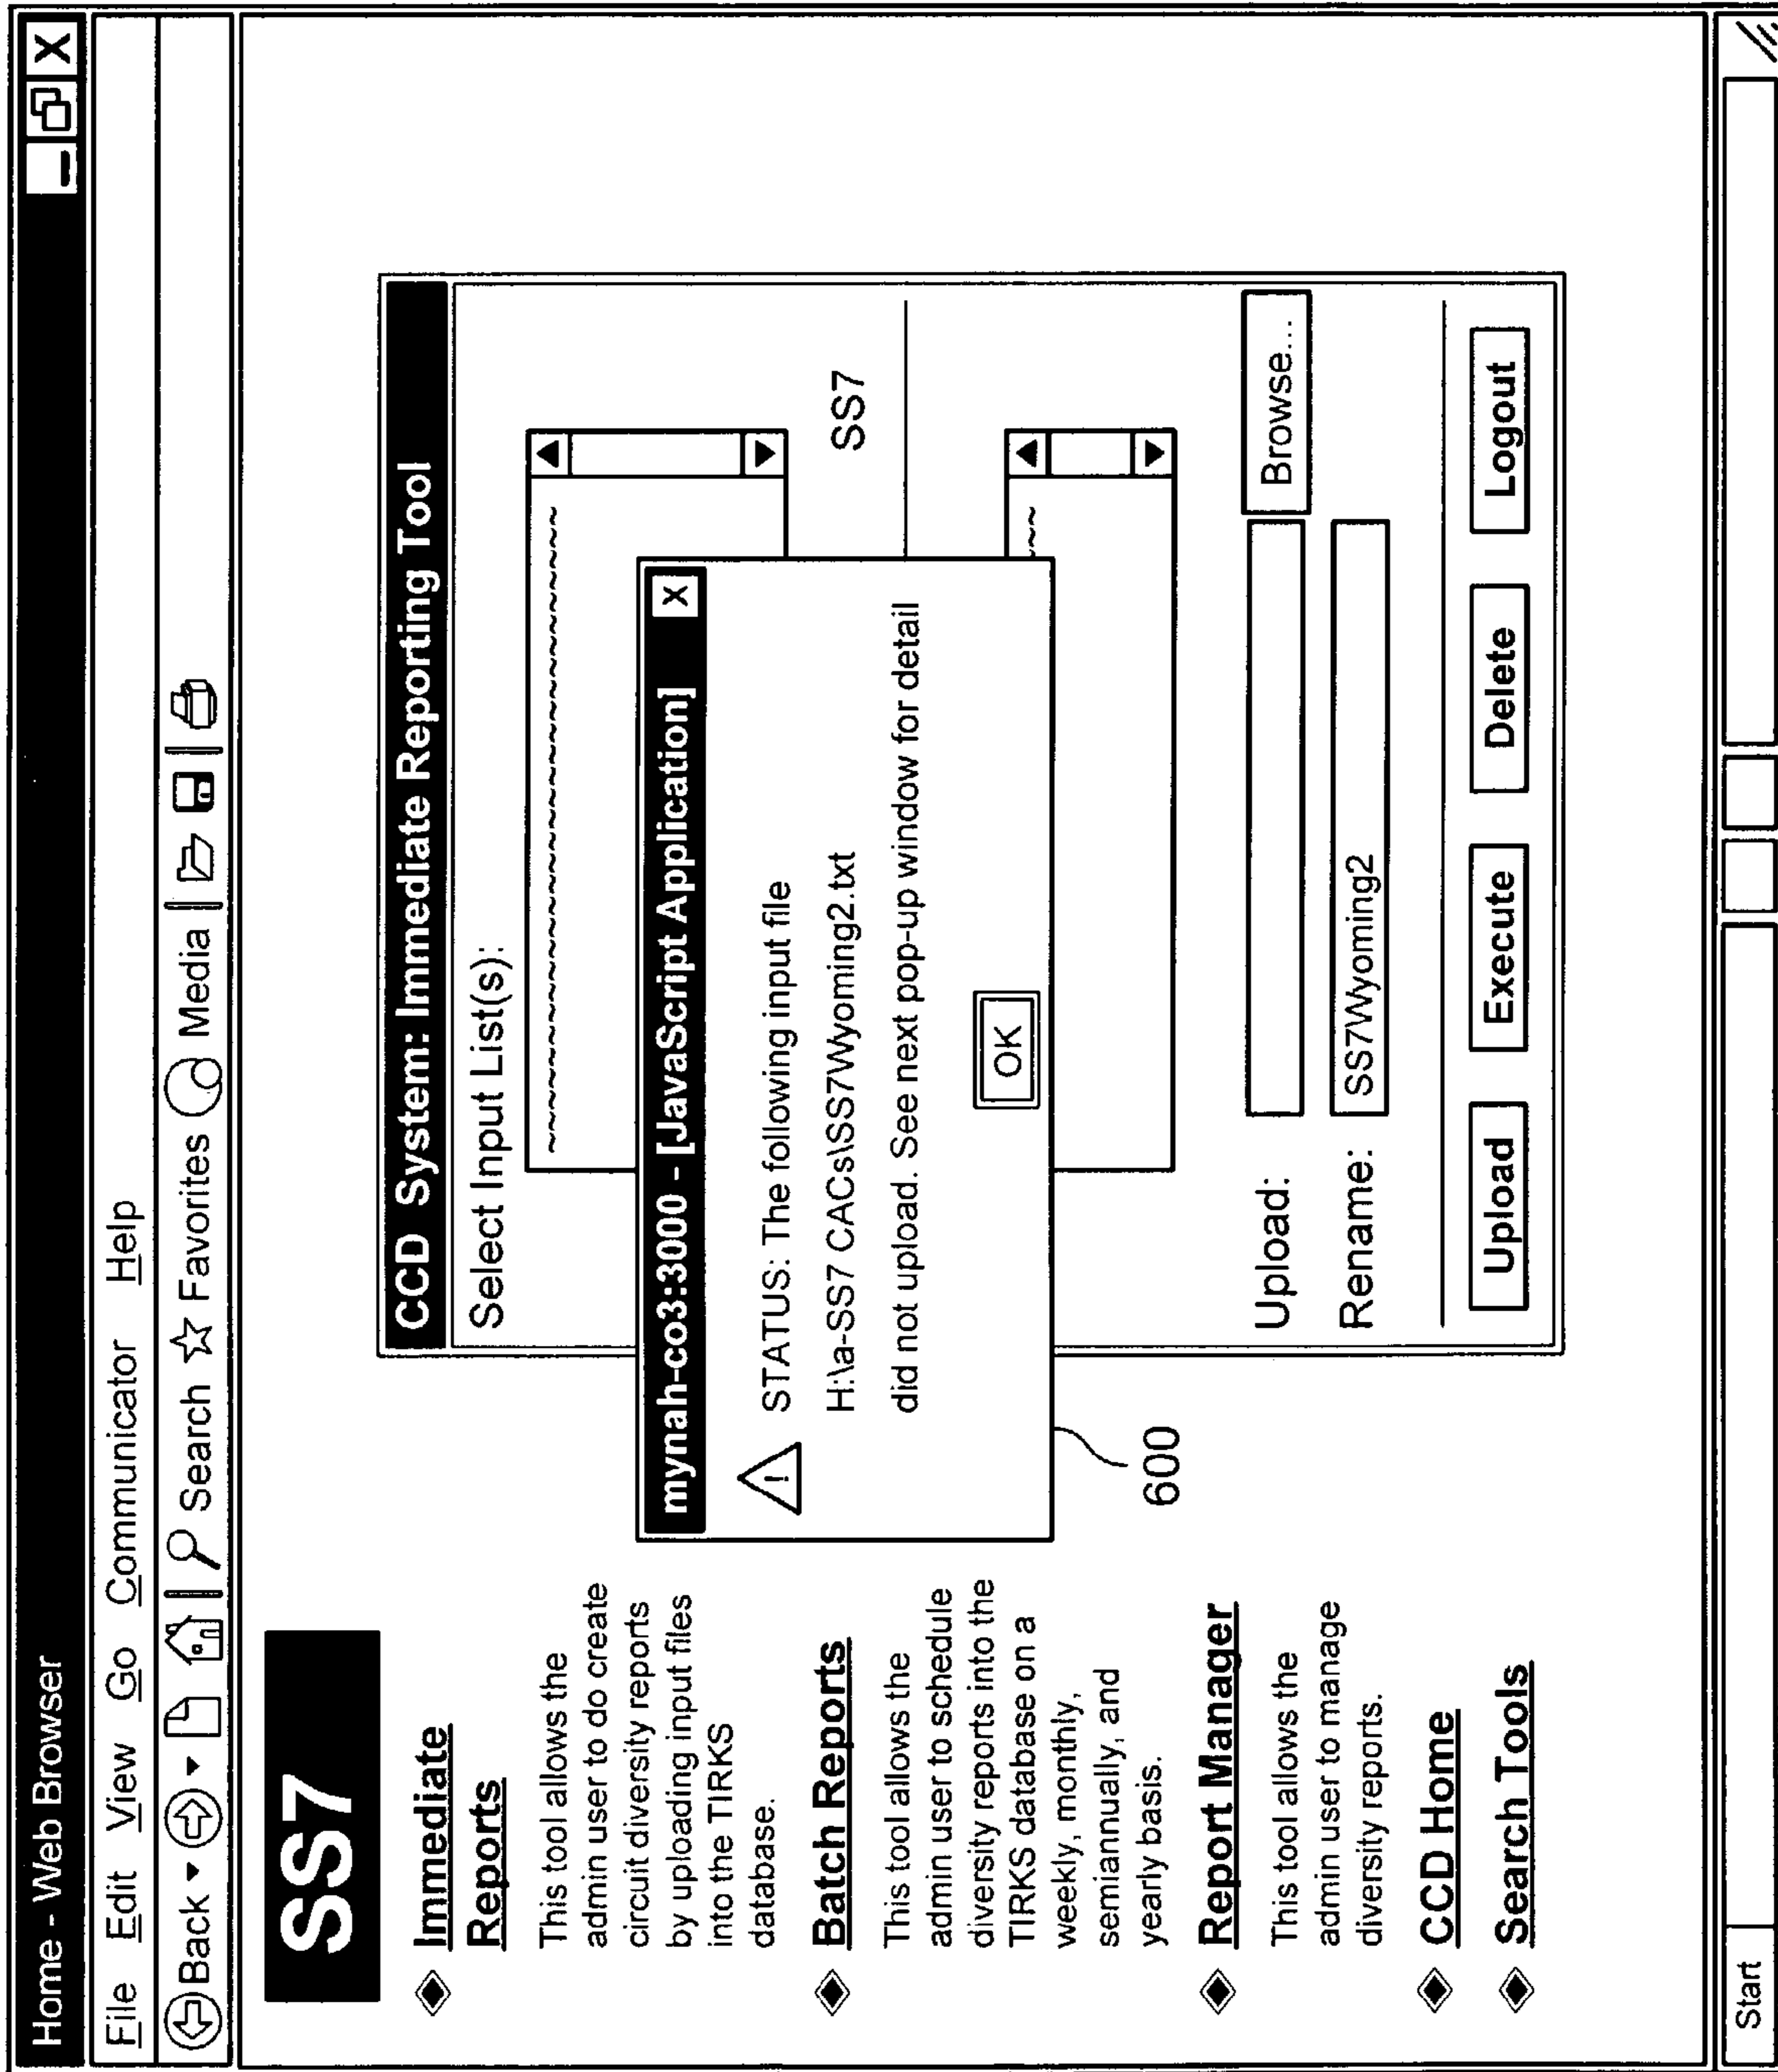 Home - Web Browser
File Edit View Go Communicator Help
Back Search Favorites Media
SS7
Immediate
Reports
This tool allows the
admin user to do create
circuit diversity reports
by uploading input files
into the TIRKS
database.
Batch Reports
This tool allows the
admin user to schedule
diversity reports into the
TIRKS database on a
weekly, monthly,
semiannually, and
yearly basis.
Report Manager
This tool allows the
admin user to manage
diversity reports.
CCD Home
Search Tools
CCD System: Immediate Reporting Tool
Select Input List(s):
SS7
mynah-co3:3000 - [JavaScript Application] X
STATUS: The following input file
H:\a-SS7 CACs\SS7Wyoming2.txt
did not upload. See next pop-up window for detail
OK
600
Upload: Browse...
Rename: SS7Wyoming2
Upload Execute Delete Logout
Start